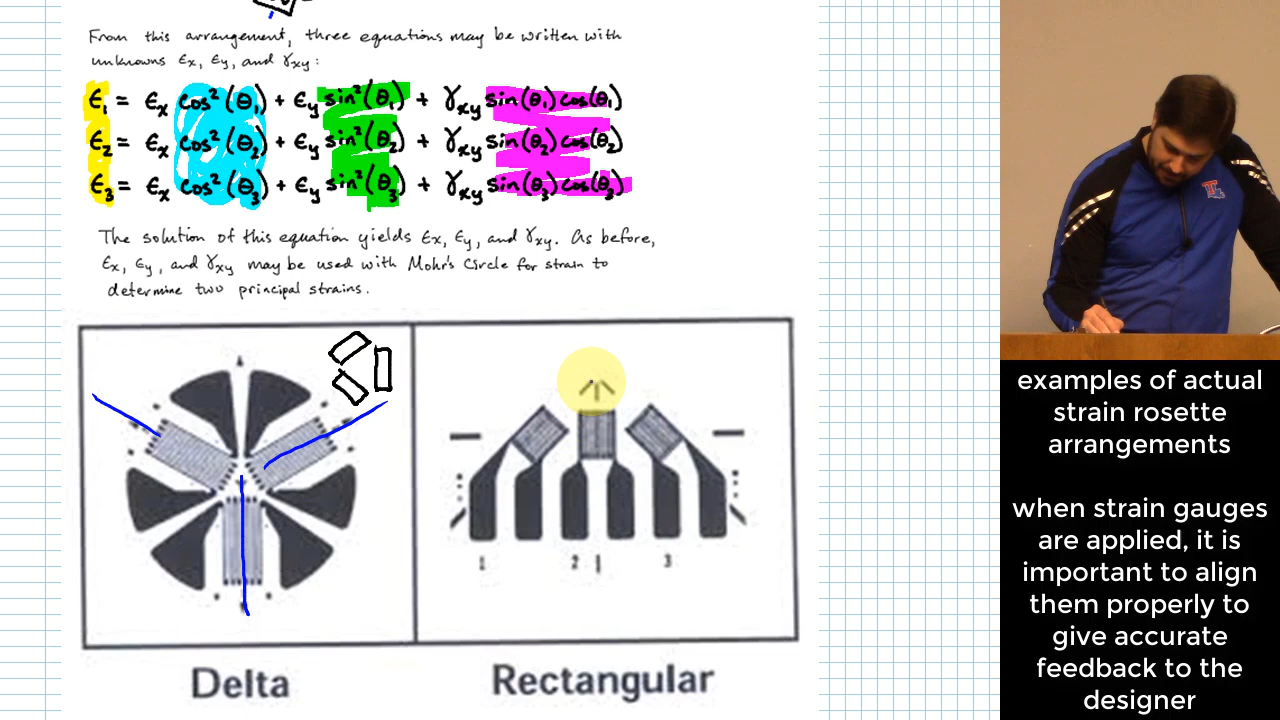 From this arrangement, three equations may be written with
unknowns εx, εy, and γxy:
ε1 = εx cos²(θ1) + εy sin²(θ1) + γxy sin(θ1) cos(θ1)
ε2 = εx cos²(θ2) + εy sin²(θ2) + γxy sin(θ2) cos(θ2)
ε3 = εx cos²(θ3) + εy sin²(θ3) + γxy sin(θ3) cos(θ3)
The solution of this equation yields εx, εy, and γxy. As before,
εx, εy, and γxy may be used with Mohr's Circle for strain to
determine two principal strains.
1 2 3
Delta
Rectangular
T
examples of actual
strain rosette
arrangements
when strain gauges
are applied, it is
important to align
them properly to
give accurate
feedback to the
designer